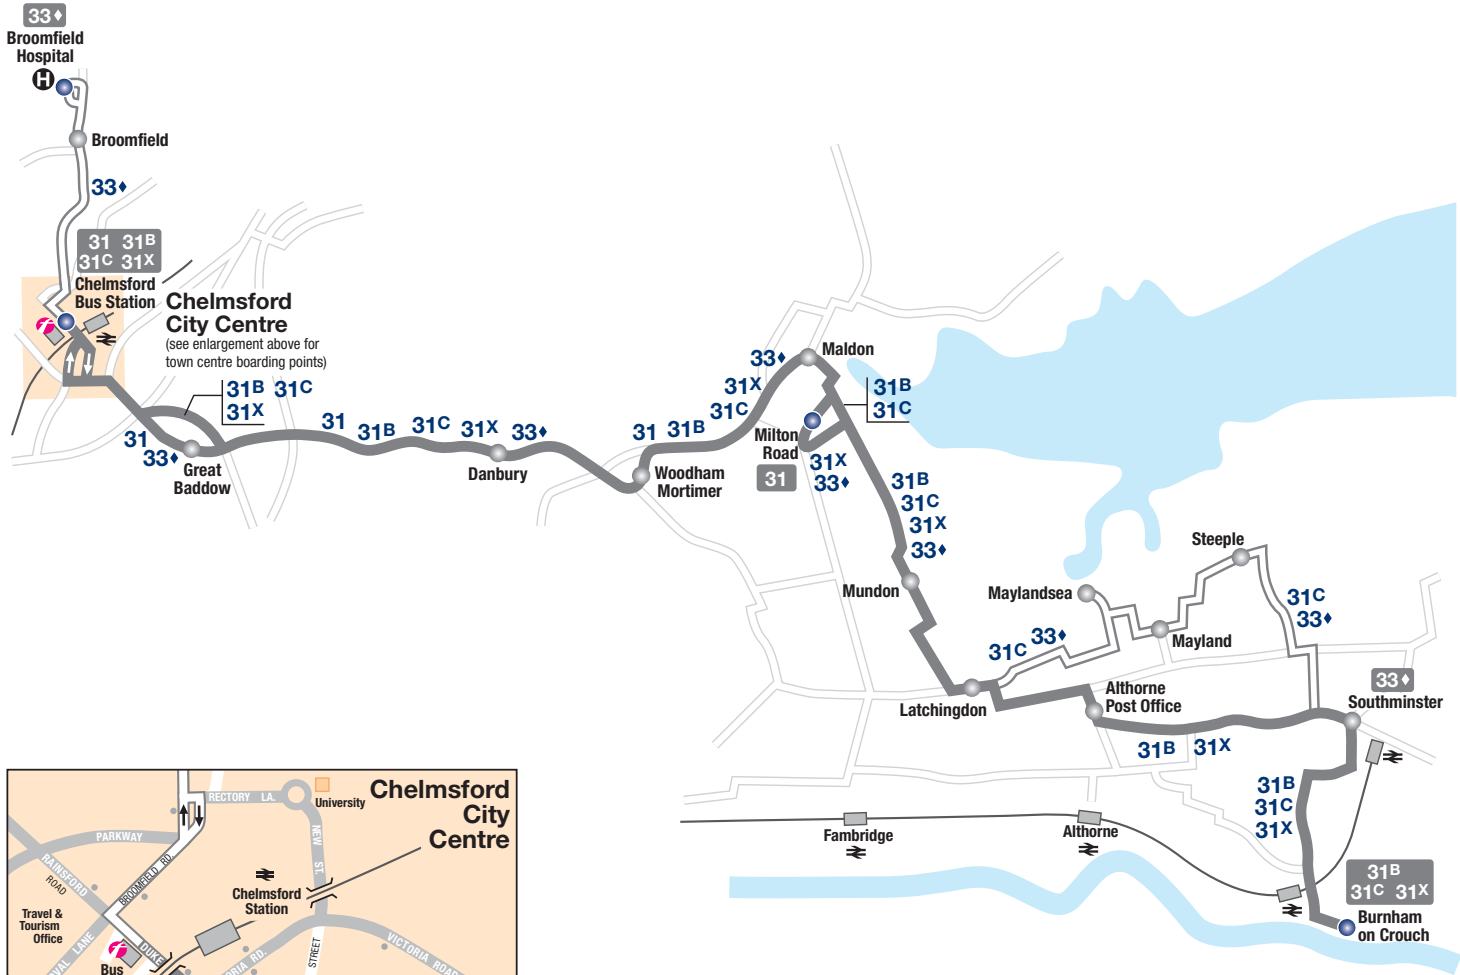 33♦
Broomfield
Hospital
H
Broomfield
33♦
31 31B
31C 31X
Chelmsford
Bus Station
Chelmsford
City Centre
(see enlargement above for
town centre boarding points)
31B 31C
31X
31
33♦
Great
Baddow
31
31B
31C
31X
33♦
Danbury
31
31B
Woodham
Mortimer
31C
31X
33♦
Maldon
31B
31C
Milton
Road
31
31X
33♦
31B
31C
31X
33♦
Mundon
Latchingdon
31C
33♦
Maylandsea
Mayland
Steeple
31C
33♦
Althorne
Post Office
31B
31X
33♦
Southminster
31B
31C
31X
Fambridge
Althorne
31B
31C 31X
Burnham
on Crouch
Chelmsford
City
Centre
RECTORY LA.
University
NEW ST.
PARKWAY
RAINSFORD
ROAD
BROOMFIELD RD.
Chelmsford
Station
Travel &
Tourism
Office
VAL LANE
DUKE
Bus
ORIA RD.
STREET
VICTORIA ROAD